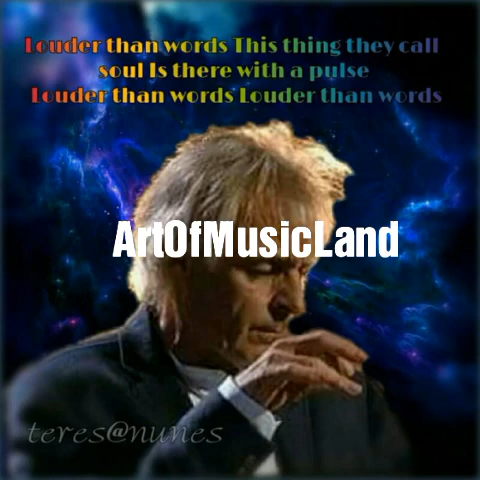 Louder than words This thing they call
soul Is there with a pulse
Louder than words Louder than words
ArtOfMusicLand
teres@nunes